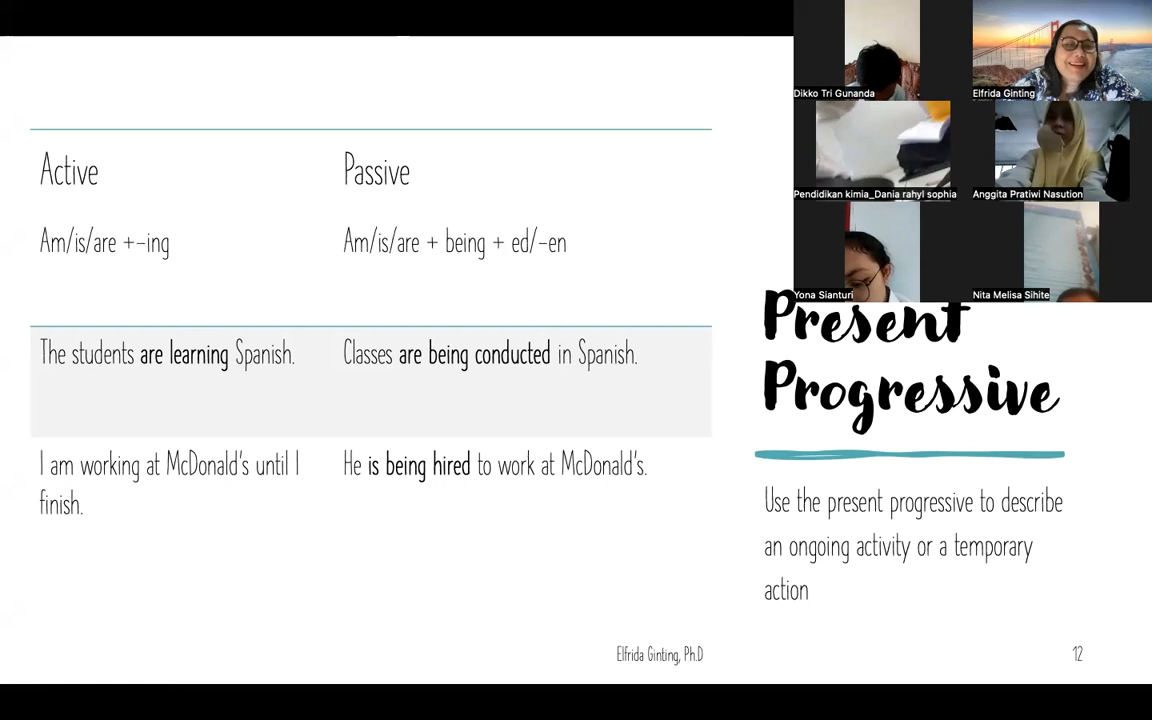 Dikko Tri Gunanda
Elfrida Ginting
Pendidikan kimia_Dania rahyl sophia
Anggita Pratiwi Nasution
Yona Sianturi
Nita Melisa Sihite
Active
Passive
Am/is/are +-ing
Am/is/are + being + ed/-en
The students are learning Spanish.
Classes are being conducted in Spanish.
I am working at McDonald's until I
finish.
He is being hired to work at McDonald's.
Present
Progressive
Use the present progressive to describe
an ongoing activity or a temporary
action
Elfrida Ginting, Ph.D
12